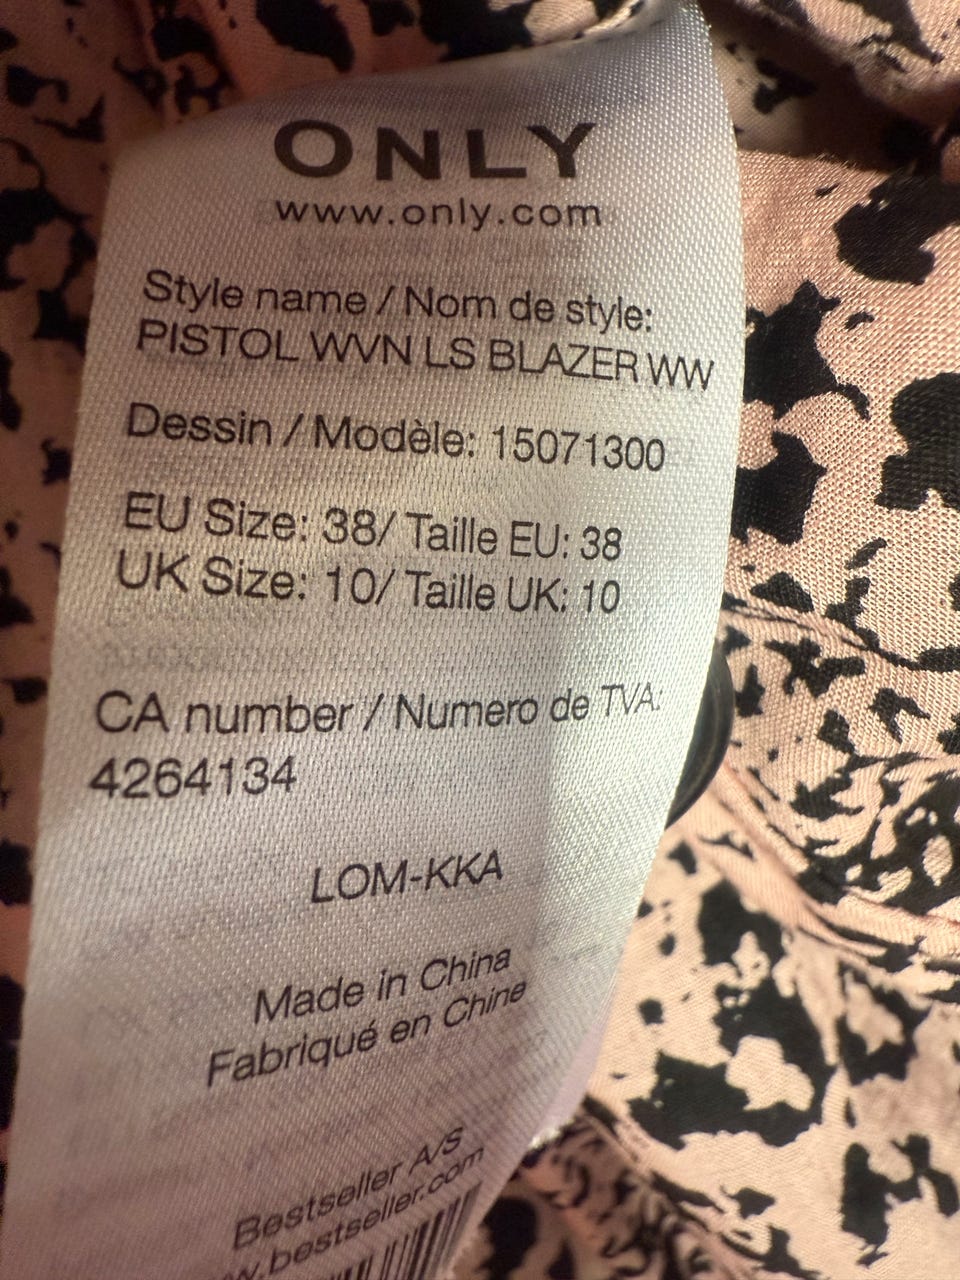 ONLY
www.only.com
Style name / Nom de style:
PISTOL WVN LS BLAZER WW
Dessin / Modèle: 15071300
EU Size: 38/ Taille EU: 38
UK Size: 10/ Taille UK: 10
CA number / Numero de TVA:
4264134
LOM-KKA
Made in China
Fabriqué en Chine
Bestseller A/S
w.bestseller.com